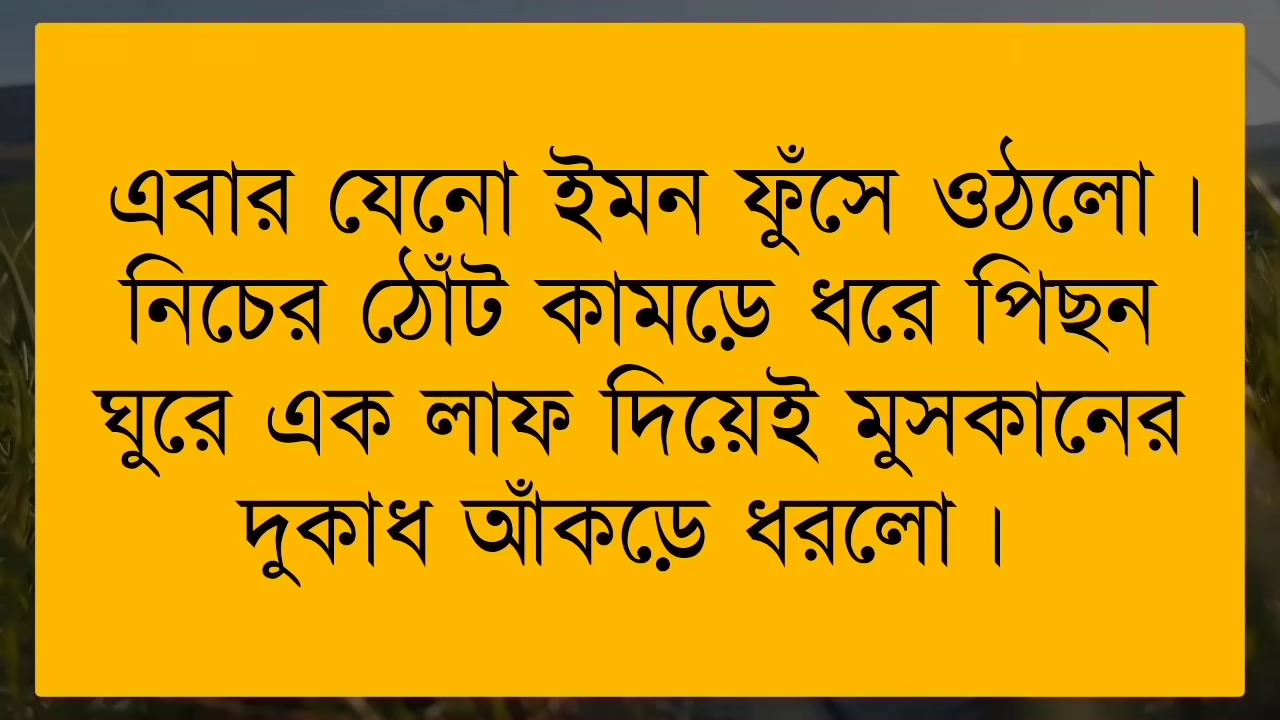 এবার যেনো ইমন ফুঁসে ওঠলো।
নিচের ঠোঁট কামড়ে ধরে পিছন
ঘুরে এক লাফ দিয়েই মুসকানের
দুকাধ আঁকড়ে ধরলো।